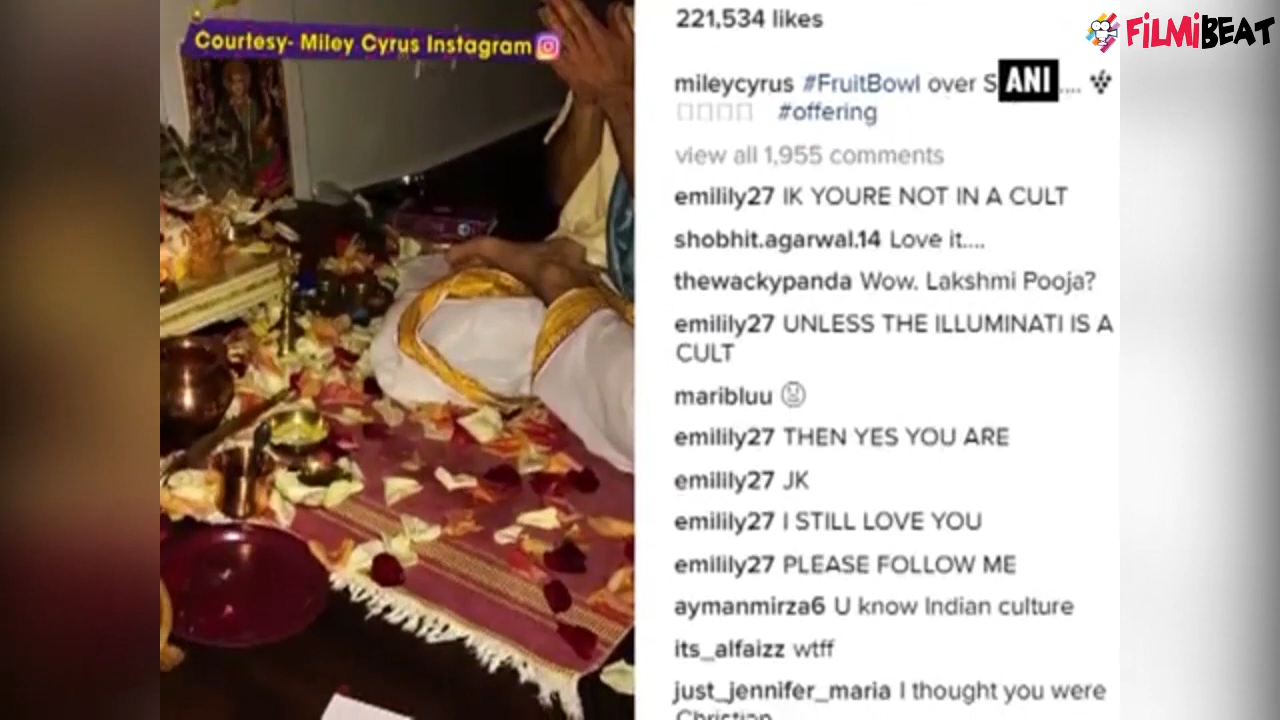 Courtesy- Miley Cyrus Instagram
FILMiBEAT
221,534 likes
mileycyrus #FruitBowl over S ANI ....
#offering
view all 1,955 comments
emilily27 IK YOURE NOT IN A CULT
shobhit.agarwal.14 Love it....
thewackypanda Wow. Lakshmi Pooja?
emilily27 UNLESS THE ILLUMINATI IS A
CULT
maribluu 😟
emilily27 THEN YES YOU ARE
emilily27 JK
emilily27 I STILL LOVE YOU
emilily27 PLEASE FOLLOW ME
aymanmirza6 U know Indian culture
its_alfaizz wtff
just_jennifer_maria I thought you were
Christian